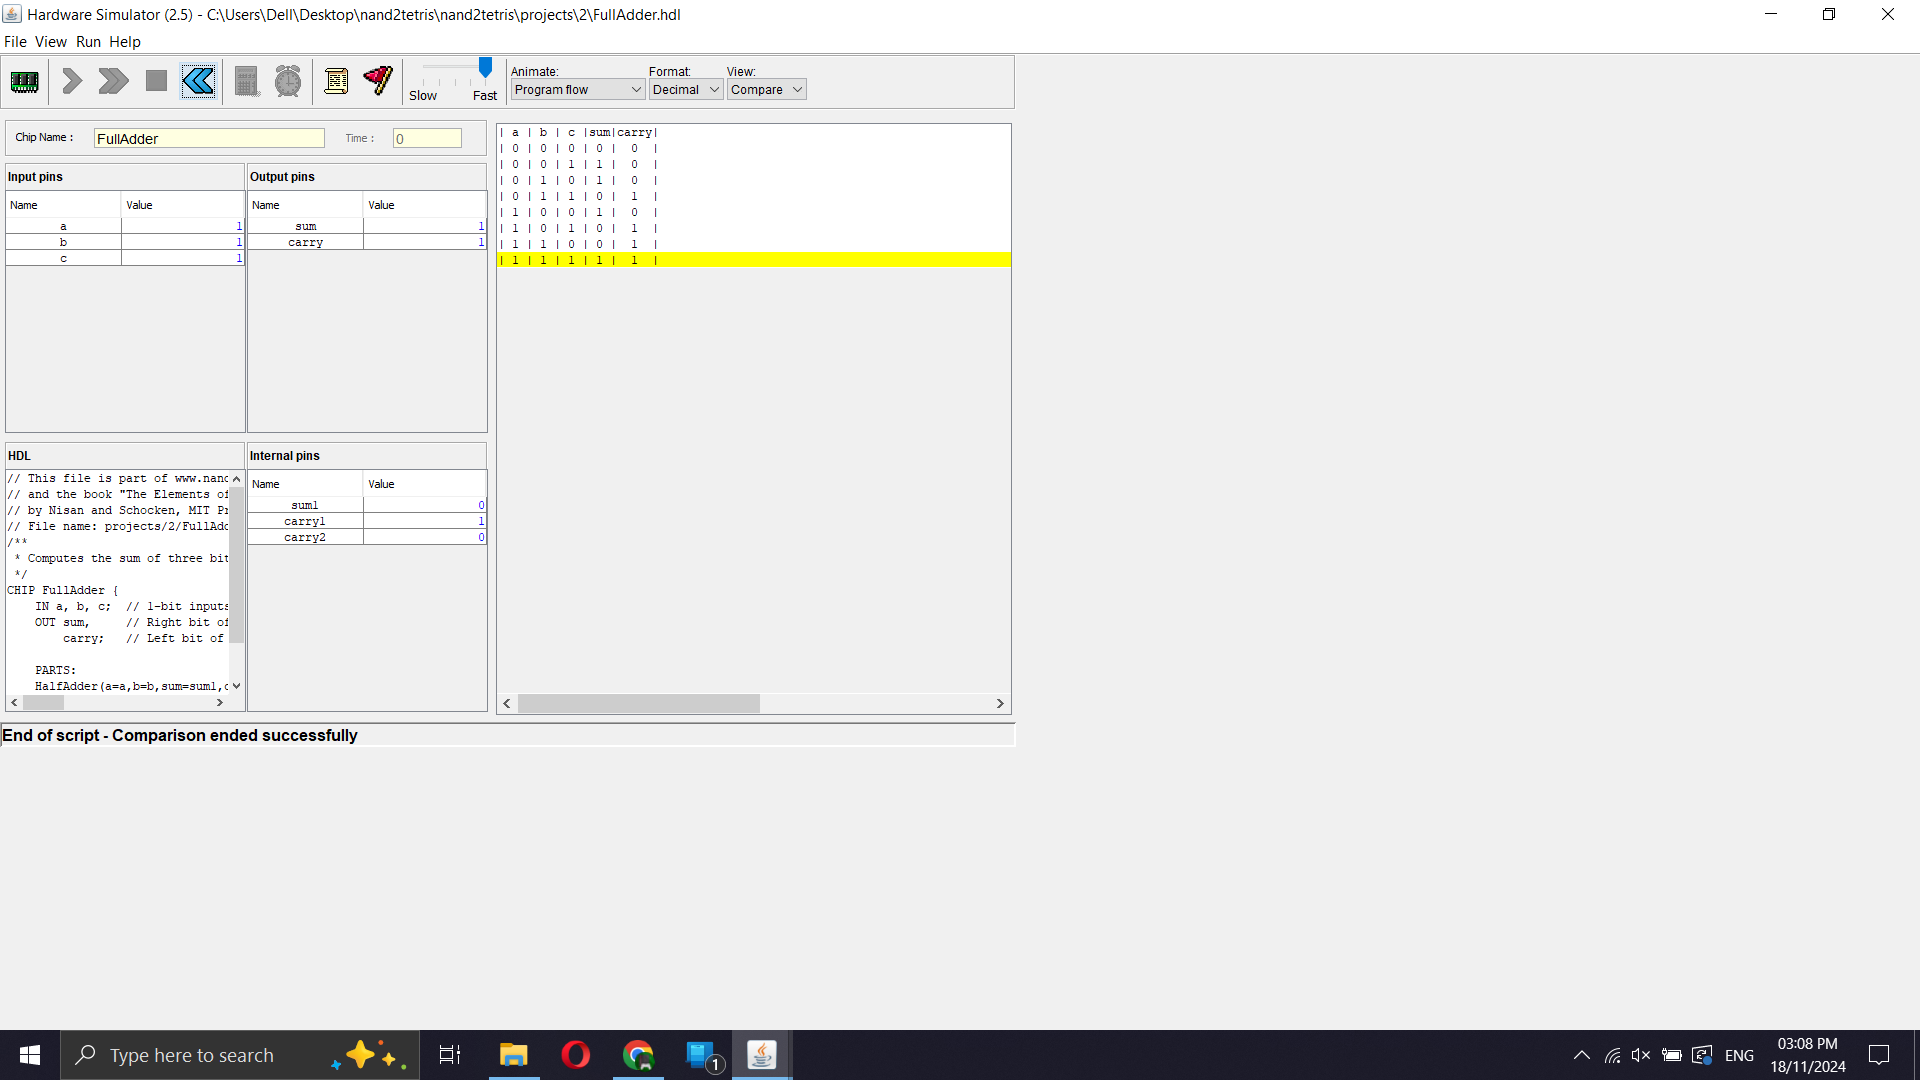 Hardware Simulator (2.5) - C:\Users\Dell\Desktop\nand2tetris\nand2tetris\projects\2\FullAdder.hdl
File View Run Help
Slow Fast
Animate: Format: View:
Program flow Decimal Compare
Chip Name : FullAdder Time : 0
Input pins
Name Value
a 1
b 1
c 1
Output pins
Name Value
sum 1
carry 1
HDL
// This file is part of www.nand
// and the book "The Elements of
// by Nisan and Schocken, MIT Pr
// File name: projects/2/FullAdd
/**
* Computes the sum of three bit
*/
CHIP FullAdder {
IN a, b, c; // 1-bit inputs
OUT sum, // Right bit of
carry; // Left bit of
PARTS:
HalfAdder(a=a,b=b,sum=sum1,c
Internal pins
Name Value
sum1 0
carry1 1
carry2 0
| a | b | c |sum|carry|
| 0 | 0 | 0 | 0 | 0 |
| 0 | 0 | 1 | 1 | 0 |
| 0 | 1 | 0 | 1 | 0 |
| 0 | 1 | 1 | 0 | 1 |
| 1 | 0 | 0 | 1 | 0 |
| 1 | 0 | 1 | 0 | 1 |
| 1 | 1 | 0 | 0 | 1 |
| 1 | 1 | 1 | 1 | 1 |
End of script - Comparison ended successfully
Type here to search
1
ENG
03:08 PM
18/11/2024